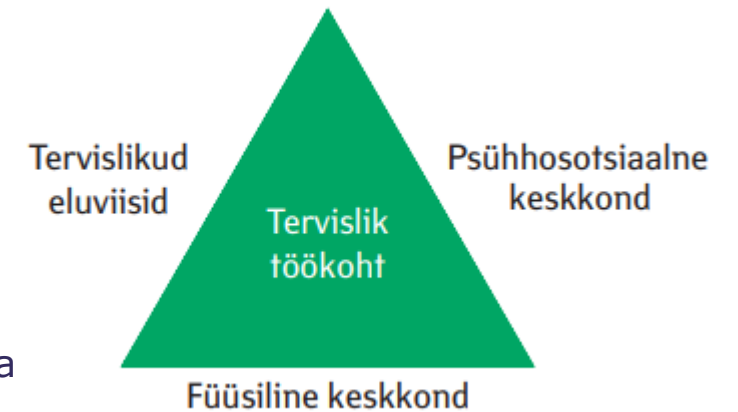 Tervislikud
eluviisid
Psühhosotsiaalne
keskkond
Tervislik
töökoht
a
Füüsiline keskkond